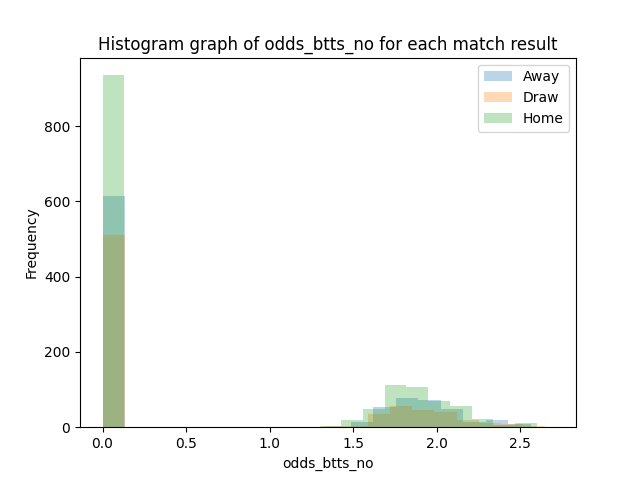 Histogram graph of odds_btts_no for each match result
Away
Draw
Home
Frequency
800
600
400
200
0
0.0 0.5 1.0 1.5 2.0 2.5
odds_btts_no